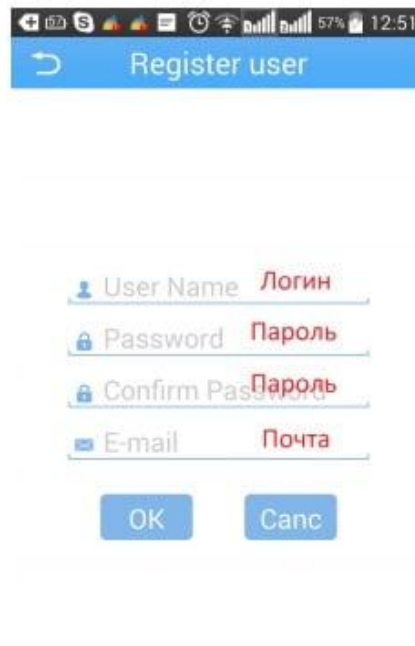 57% 12:51
Register user
User Name Логин
Password Пароль
Confirm Password Пароль
E-mail Почта
OK Canc